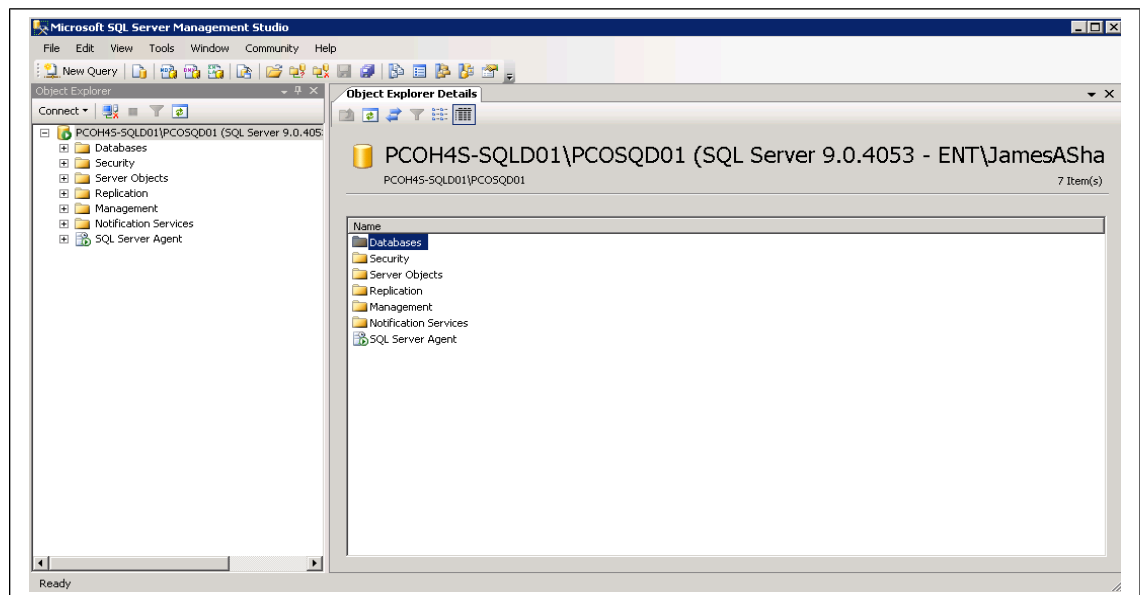 Microsoft SQL Server Management Studio
File Edit View Tools Window Community Help
New Query
Object Explorer
Connect
PCOH4S-SQLD01\PCOSQD01 (SQL Server 9.0.405
Databases
Security
Server Objects
Replication
Management
Notification Services
SQL Server Agent
Object Explorer Details
PCOH4S-SQLD01\PCOSQD01 (SQL Server 9.0.4053 - ENT\JamesASha
PCOH4S-SQLD01\PCOSQD01
7 Item(s)
Name
Databases
Security
Server Objects
Replication
Management
Notification Services
SQL Server Agent
Ready